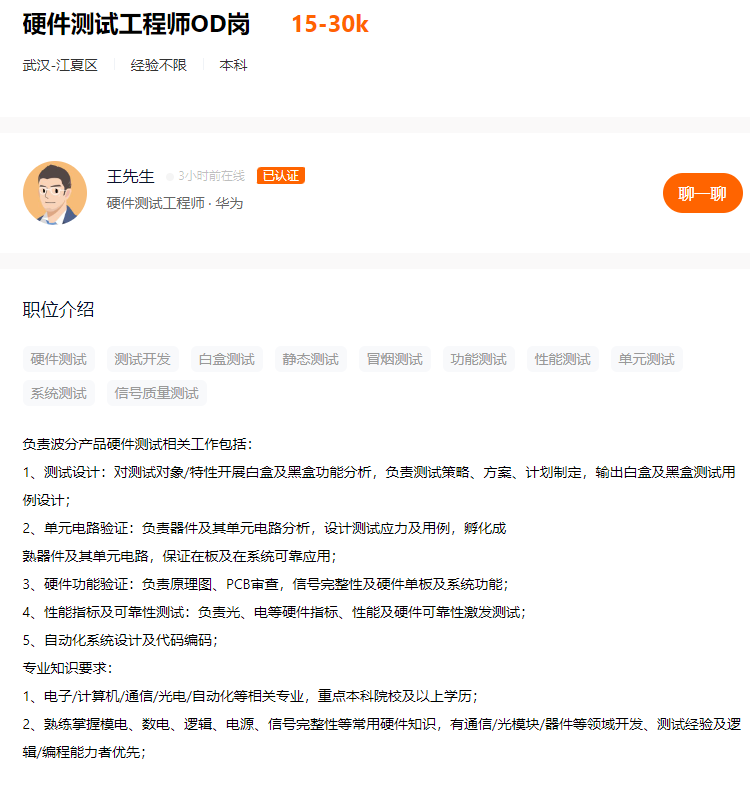 硬件测试工程师OD岗 15-30k
武汉-江夏区 经验不限 本科
王先生 3小时前在线 已认证
硬件测试工程师 · 华为
聊一聊
职位介绍
硬件测试 测试开发 白盒测试 静态测试 冒烟测试 功能测试 性能测试 单元测试
系统测试 信号质量测试
负责波分产品硬件测试相关工作包括：
1、测试设计：对测试对象/特性开展白盒及黑盒功能分析，负责测试策略、方案、计划制定，输出白盒及黑盒测试用
例设计；
2、单元电路验证：负责器件及其单元电路分析，设计测试应力及用例，孵化成
熟器件及其单元电路，保证在板及在系统可靠应用；
3、硬件功能验证：负责原理图、PCB审查，信号完整性及硬件单板及系统功能；
4、性能指标及可靠性测试：负责光、电等硬件指标、性能及硬件可靠性激发测试；
5、自动化系统设计及代码编码；
专业知识要求：
1、电子/计算机/通信/光电/自动化等相关专业，重点本科院校及以上学历；
2、熟练掌握模电、数电、逻辑、电源、信号完整性等常用硬件知识，有通信/光模块/器件等领域开发、测试经验及逻
辑/编程能力者优先；